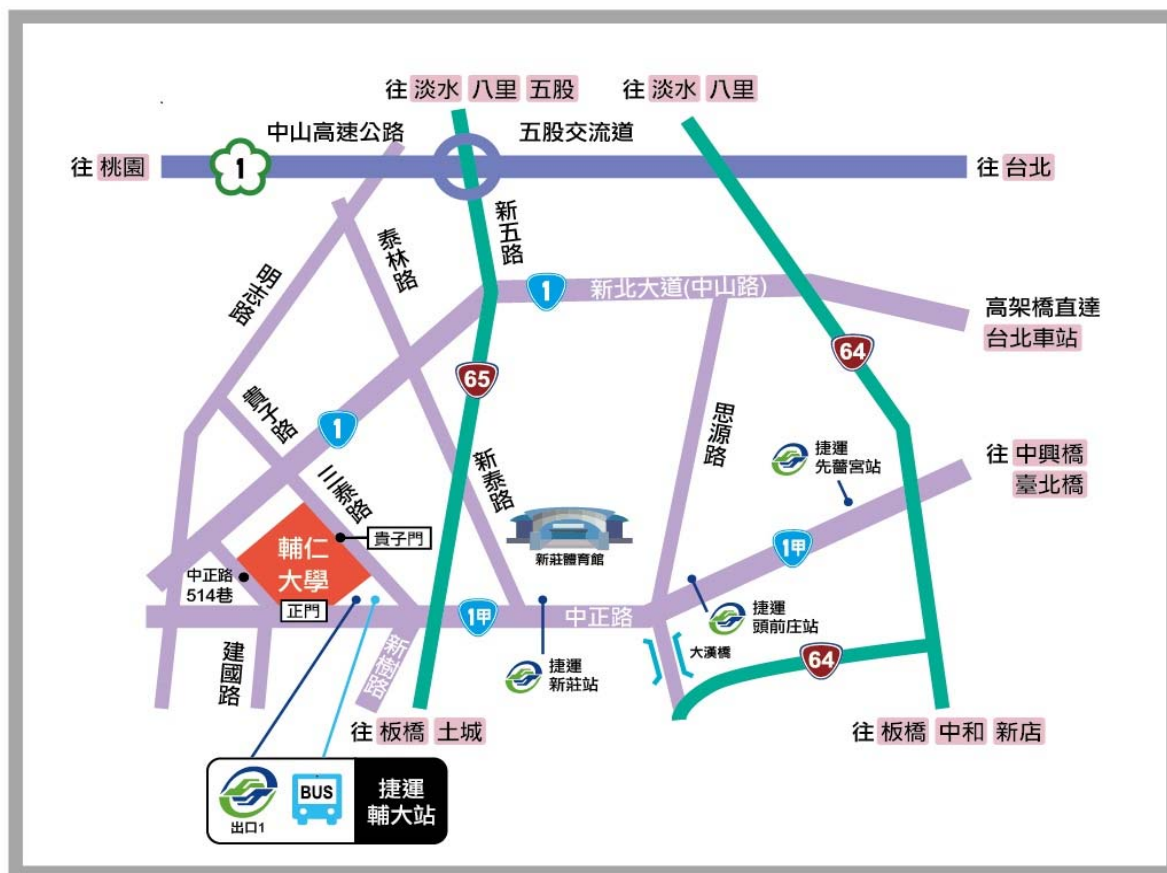 往 淡水 八里 五股
往 淡水 八里
中山高速公路
五股交流道
往 桃園
1
往 台北
新五路
泰林路
明志路
1
新北大道(中山路)
高架橋直達
台北車站
64
65
貴子路
1
思源路
捷運
先嗇宮站
往 中興橋
臺北橋
新泰路
三泰路
貴子門
新莊體育館
1甲
輔仁
大學
中正路
514巷
正門
1甲
中正路
捷運
頭前庄站
大漢橋
64
建國路
新樹路
捷運
新莊站
往 板橋 土城
往 板橋 中和 新店
BUS
出口1
捷運
輔大站